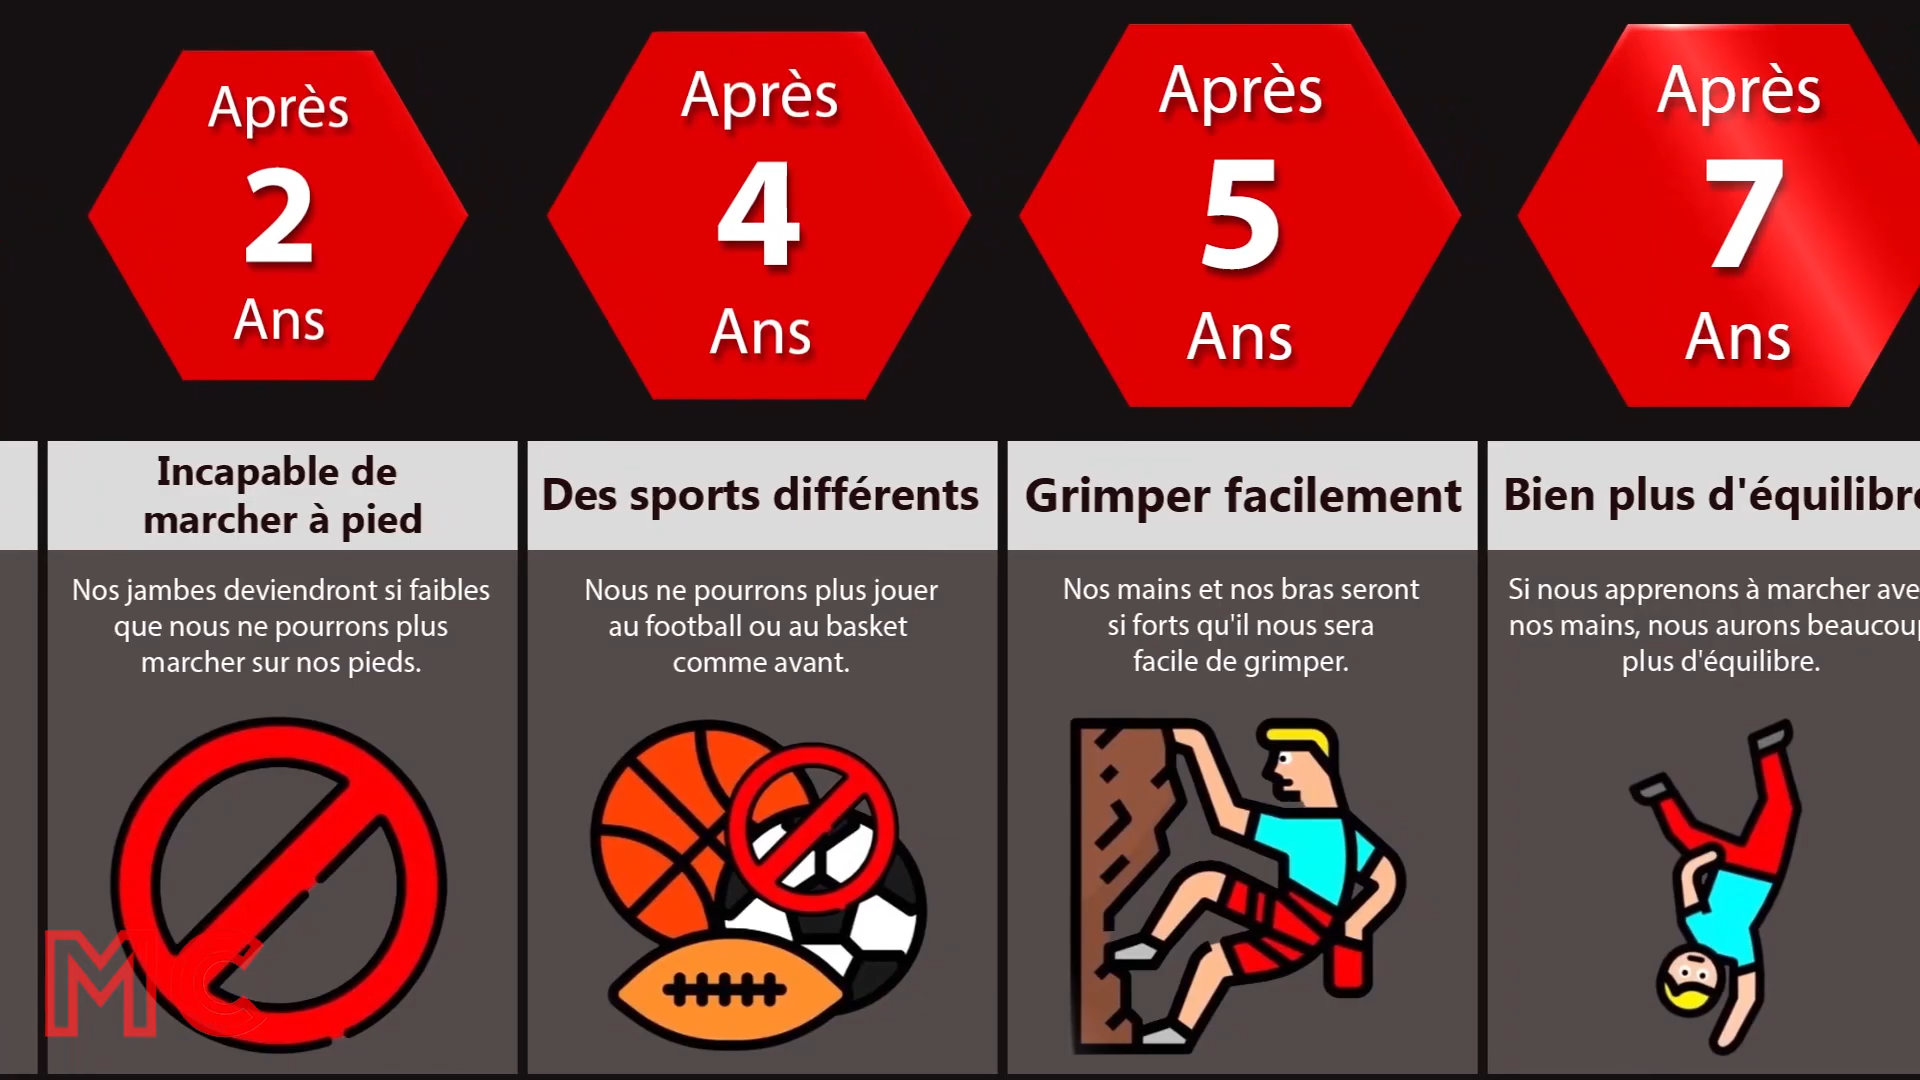 Après
2
Ans
Après
4
Ans
Après
5
Ans
Après
7
Ans
Incapable de
marcher à pied
Des sports différents
Grimper facilement
Bien plus d'équilibre
Nos jambes deviendront si faibles
que nous ne pourrons plus
marcher sur nos pieds.
Nous ne pourrons plus jouer
au football ou au basket
comme avant.
Nos mains et nos bras seront
si forts qu'il nous sera
facile de grimper.
Si nous apprenons à marcher ave
nos mains, nous aurons beaucoup
plus d'équilibre.
MC